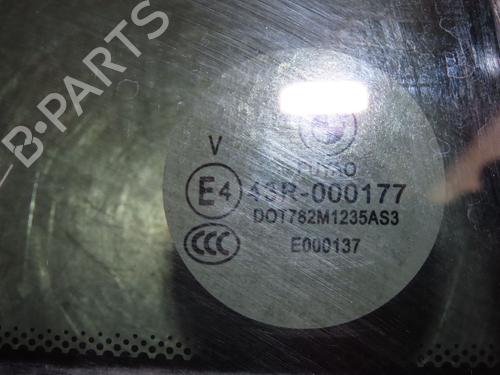 B-PARTS
V
E4 43R-000177
DOT782M1235AS3
CCC
E000137